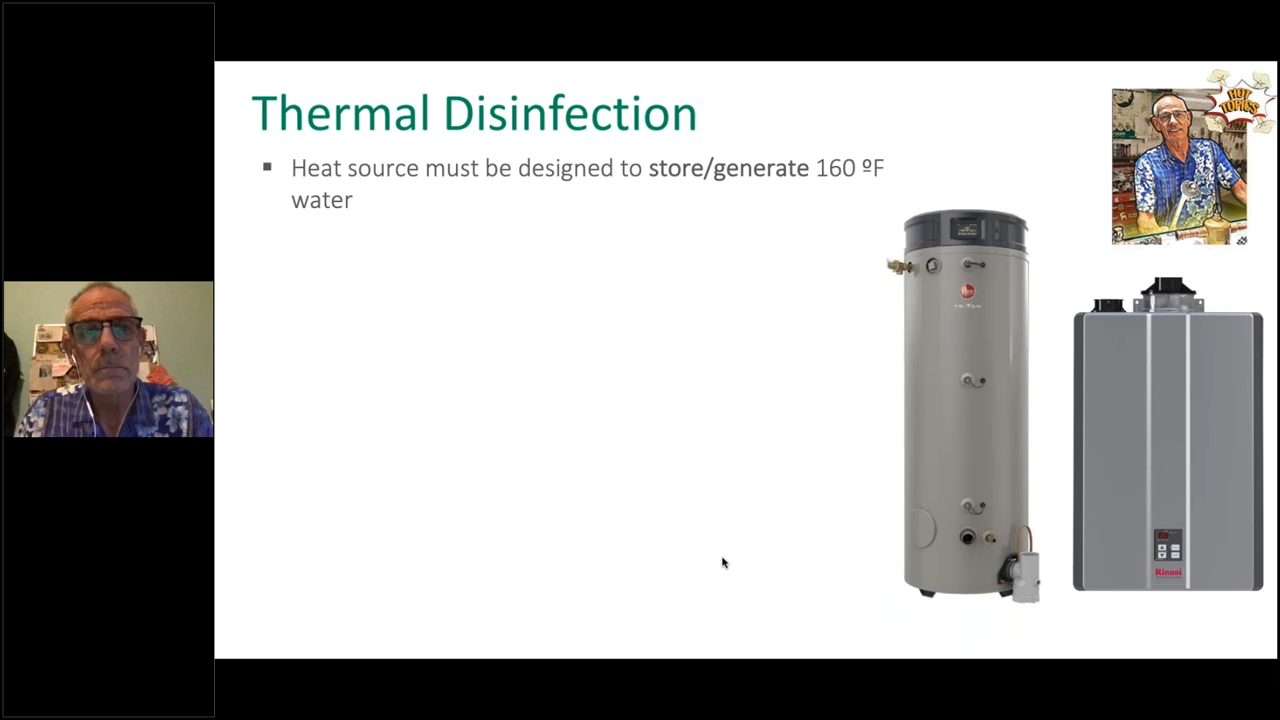 Thermal Disinfection
▪ Heat source must be designed to store/generate 160 ºF
water
HOT
TOPICS
Rinnai